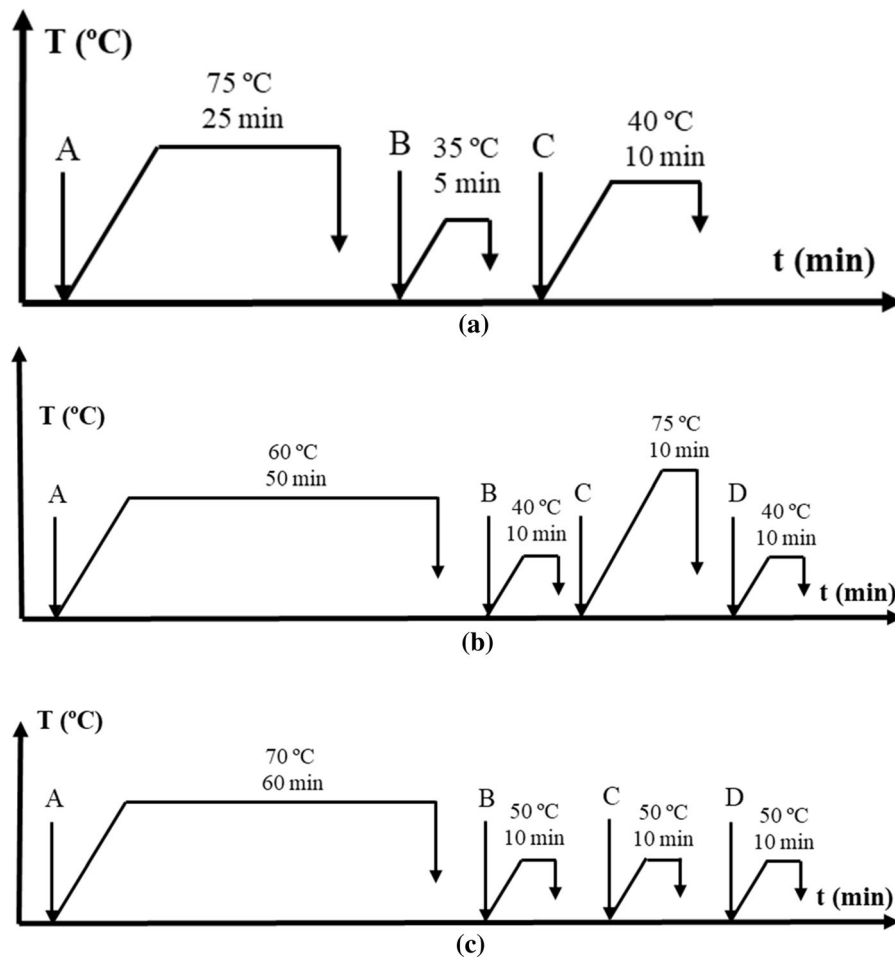 T (ºC)
75 ºC
25 min
A
B
35 ºC
5 min
C
40 ºC
10 min
t (min)
(a)
T (ºC)
A
60 ºC
50 min
B
40 ºC
10 min
C
75 ºC
10 min
D
40 ºC
10 min
t (min)
(b)
T (ºC)
A
70 ºC
60 min
B
50 ºC
10 min
C
50 ºC
10 min
D
50 ºC
10 min
t (min)
(c)